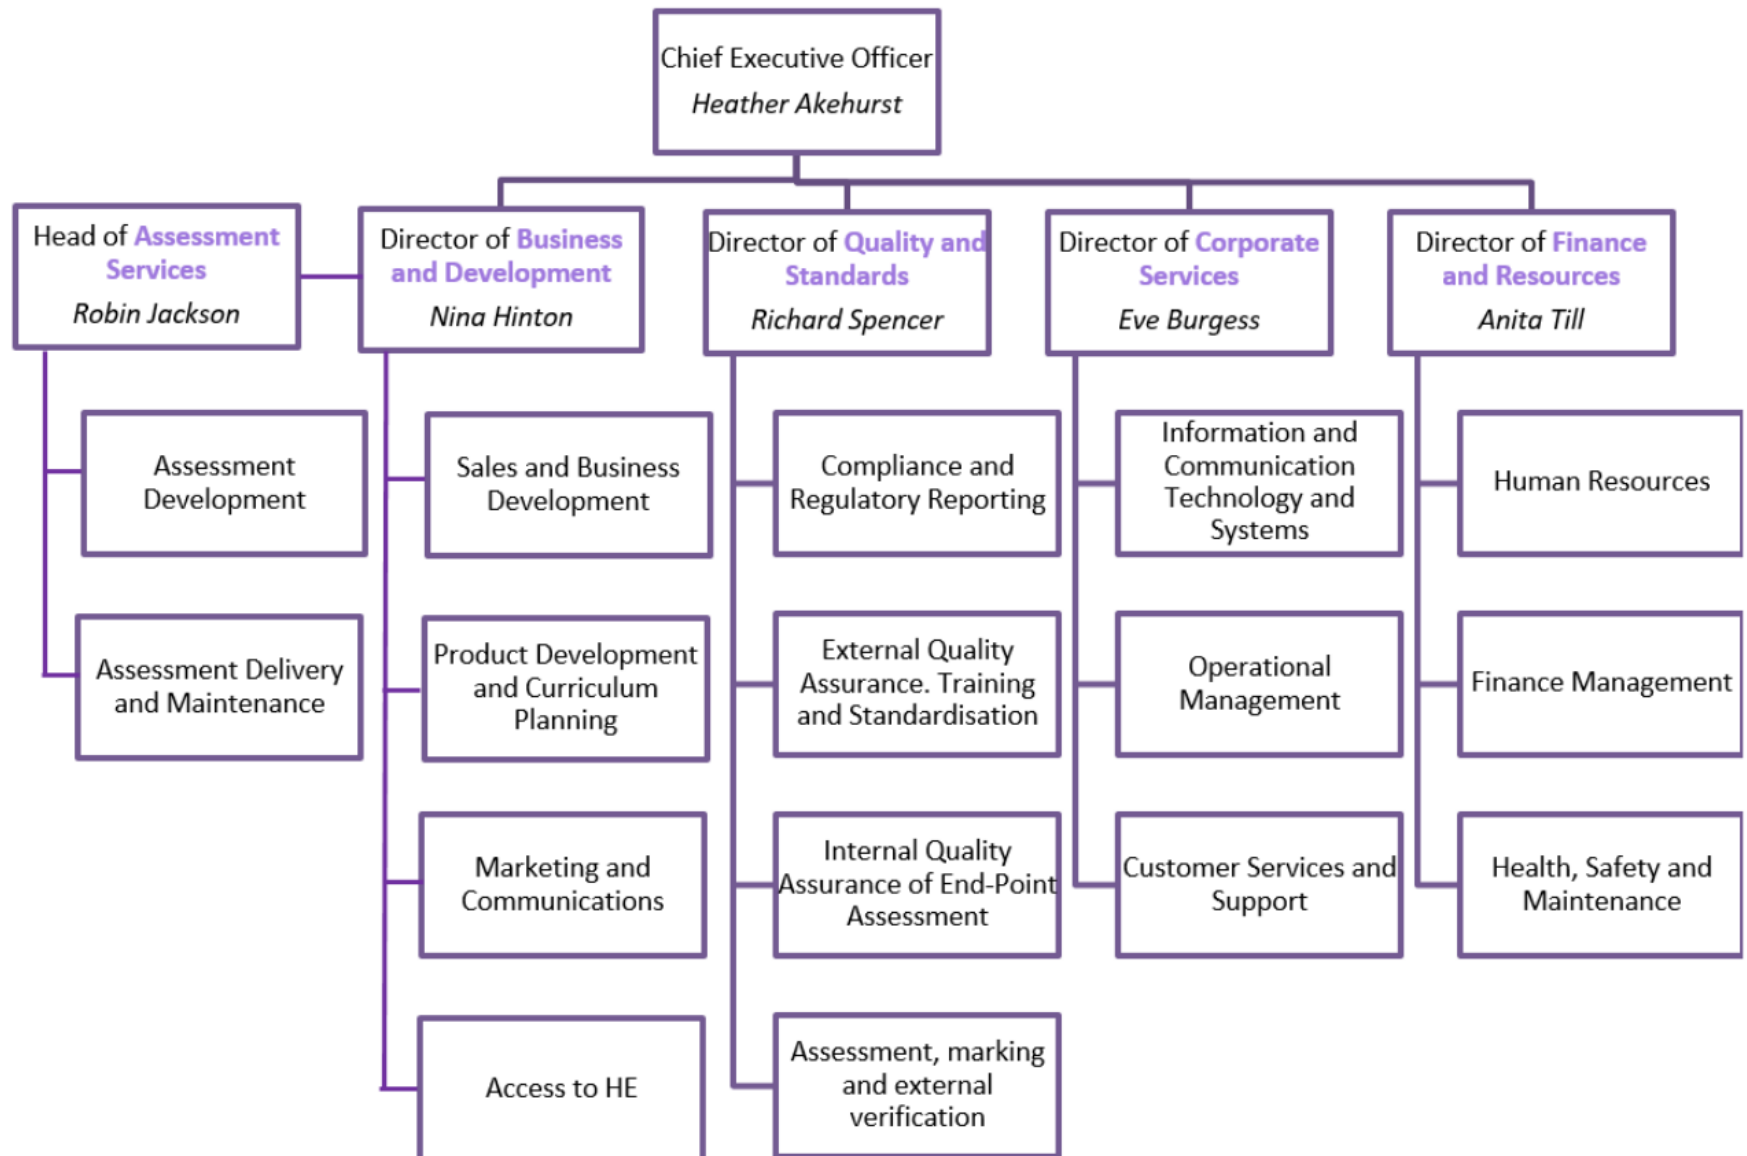 Chief Executive Officer
Heather Akehurst
Head of Assessment
Services
Robin Jackson
Director of Business
and Development
Nina Hinton
Director of Quality and
Standards
Richard Spencer
Director of Corporate
Services
Eve Burgess
Director of Finance
and Resources
Anita Till
Assessment
Development
Assessment Delivery
and Maintenance
Sales and Business
Development
Product Development
and Curriculum
Planning
Marketing and
Communications
Access to HE
Compliance and
Regulatory Reporting
External Quality
Assurance. Training
and Standardisation
Internal Quality
Assurance of End-Point
Assessment
Assessment, marking
and external
verification
Information and
Communication
Technology and
Systems
Operational
Management
Customer Services and
Support
Human Resources
Finance Management
Health, Safety and
Maintenance